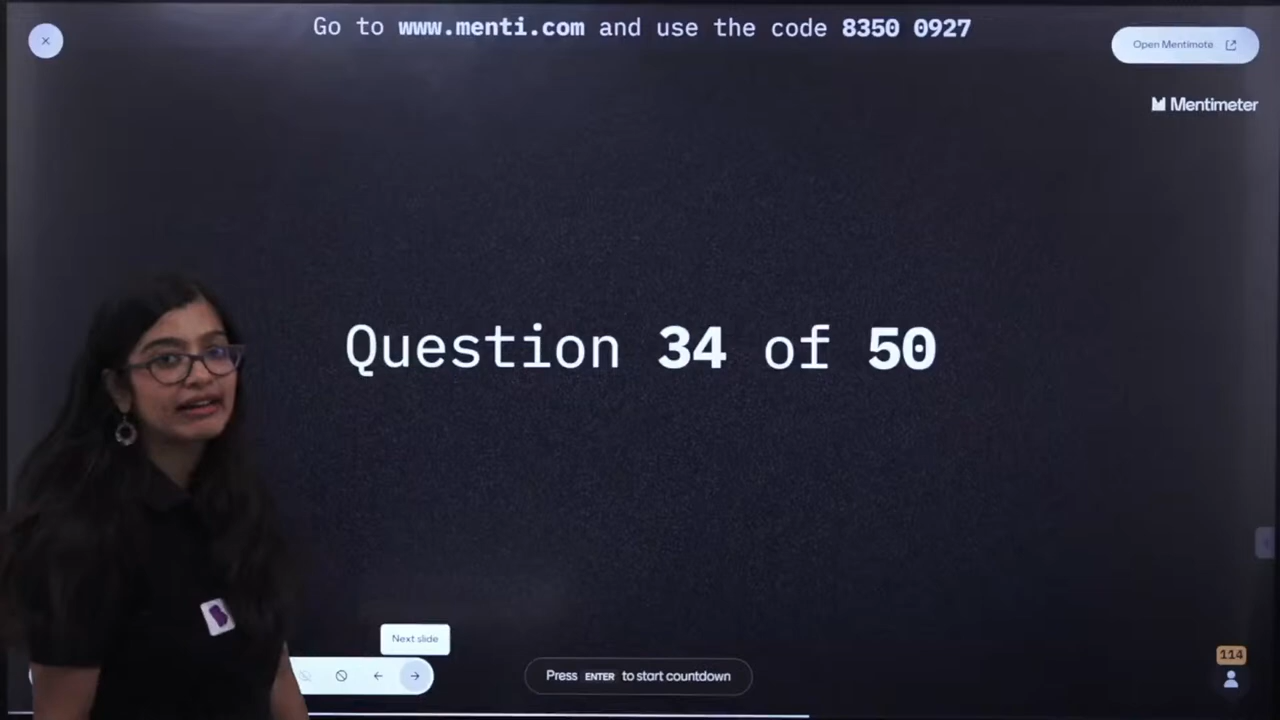 Go to www.menti.com and use the code 8350 0927
Open Mentimote
Mentimeter
Question 34 of 50
Next slide
Press ENTER to start countdown
114